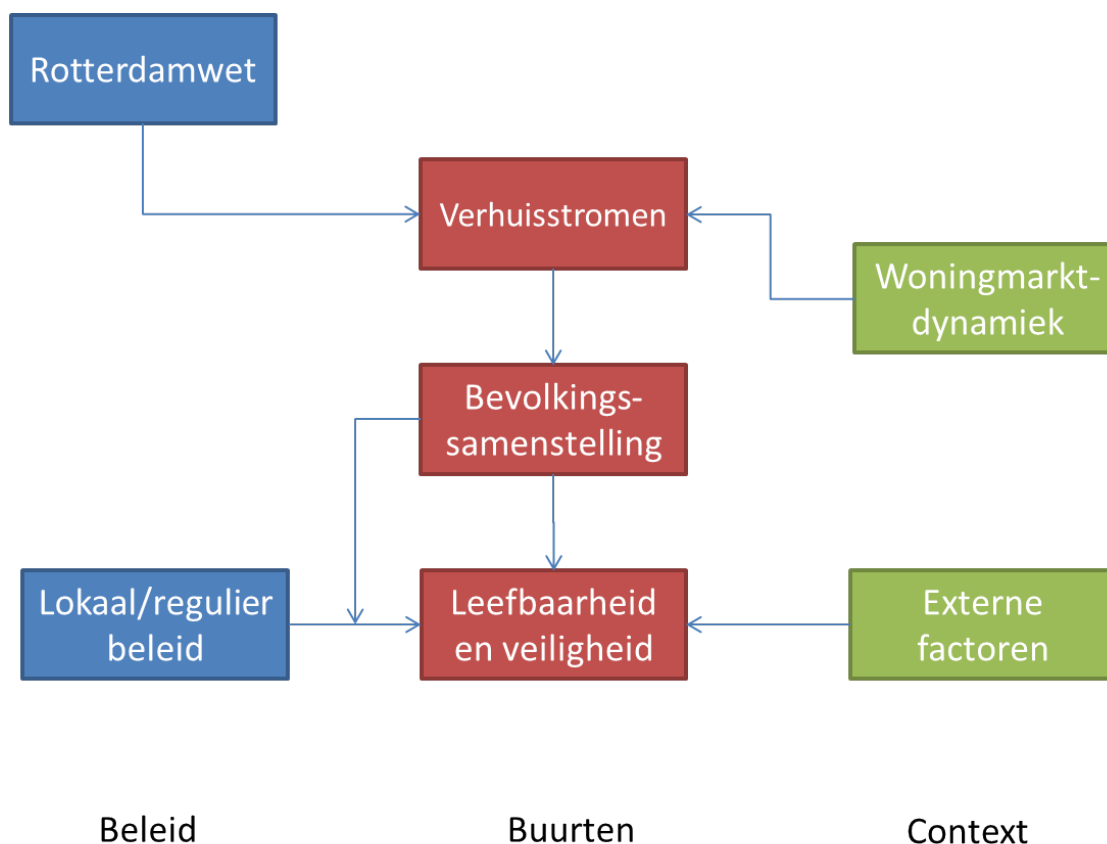 Rotterdamwet
Verhuisstromen
Woningmarkt-
dynamiek
Bevolkings-
samenstelling
Lokaal/regulier
beleid
Leefbaarheid
en veiligheid
Externe
factoren
Beleid
Buurten
Context